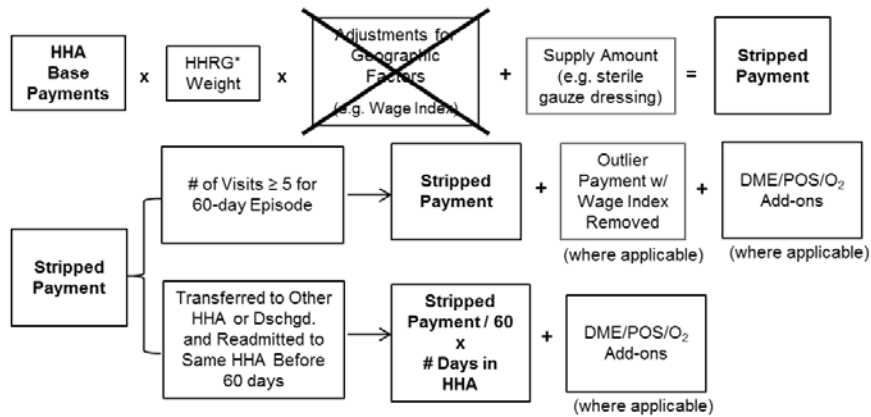 HHA
Base
Payments
x
HHRG*
Weight
x
Adjustments for
Geographic
Factors
(e.g. Wage Index)
+
Supply Amount
(e.g. sterile
gauze dressing)
=
Stripped
Payment
Stripped
Payment
# of Visits ≥ 5 for
60-day Episode
Stripped
Payment
+
Outlier
Payment w/
Wage Index
Removed
(where applicable)
+
DME/POS/O₂
Add-ons
(where applicable)
Transferred to Other
HHA or Dschgd.
and Readmitted to
Same HHA Before
60 days
Stripped
Payment / 60
x
# Days in
HHA
+
DME/POS/O₂
Add-ons
(where applicable)